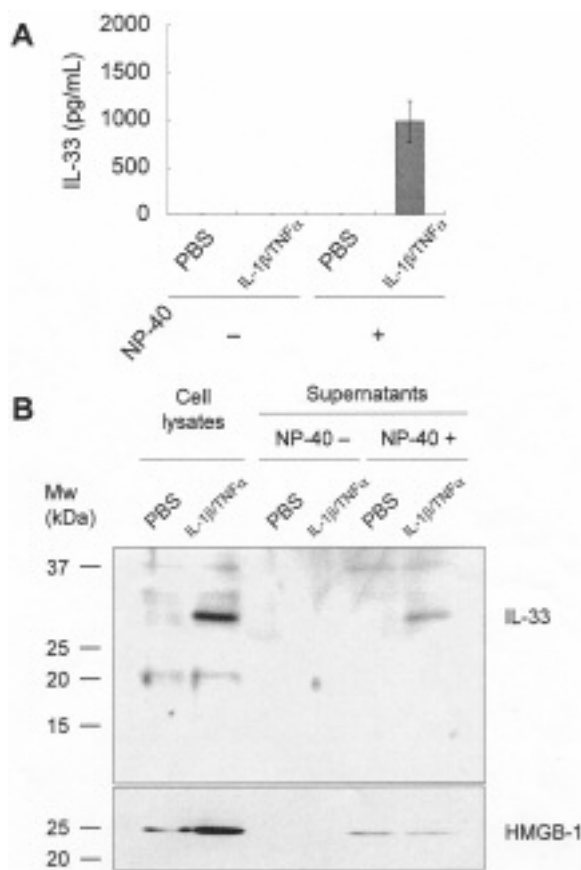 A
IL-33 (pg/mL)
2000
1500
1000
500
0
PBS
IL-1β/TNFα
PBS
IL-1β/TNFα
NP-40
–
+
B
Cell
lysates
Supernatants
NP-40 –
NP-40 +
Mw
(kDa)
PBS
IL-1β/TNFα
PBS
IL-1β/TNFα
PBS
IL-1β/TNFα
37
25
20
15
IL-33
25
20
HMGB-1